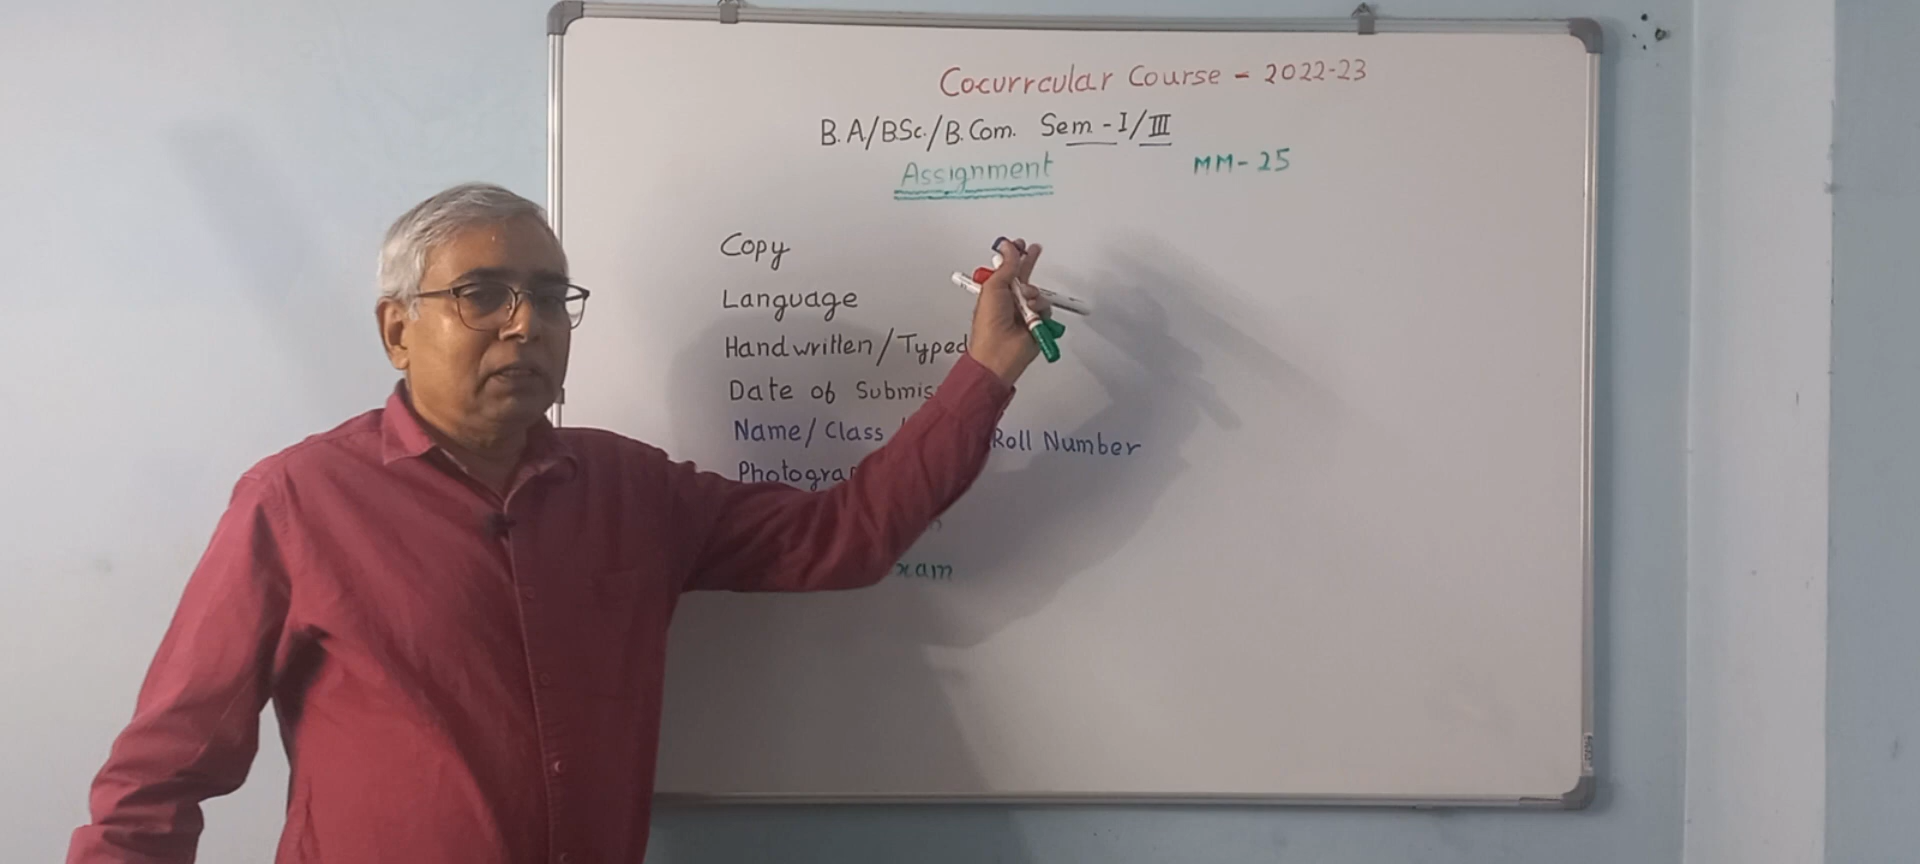 Cocurrcular Course - 2022-23
B.A/BSc./B.Com. Sem-I/III
Assignment MM-25
Copy
Language
Handwritten/Typed
Date of Submis
Name/Class Roll Number
Photogra
xam